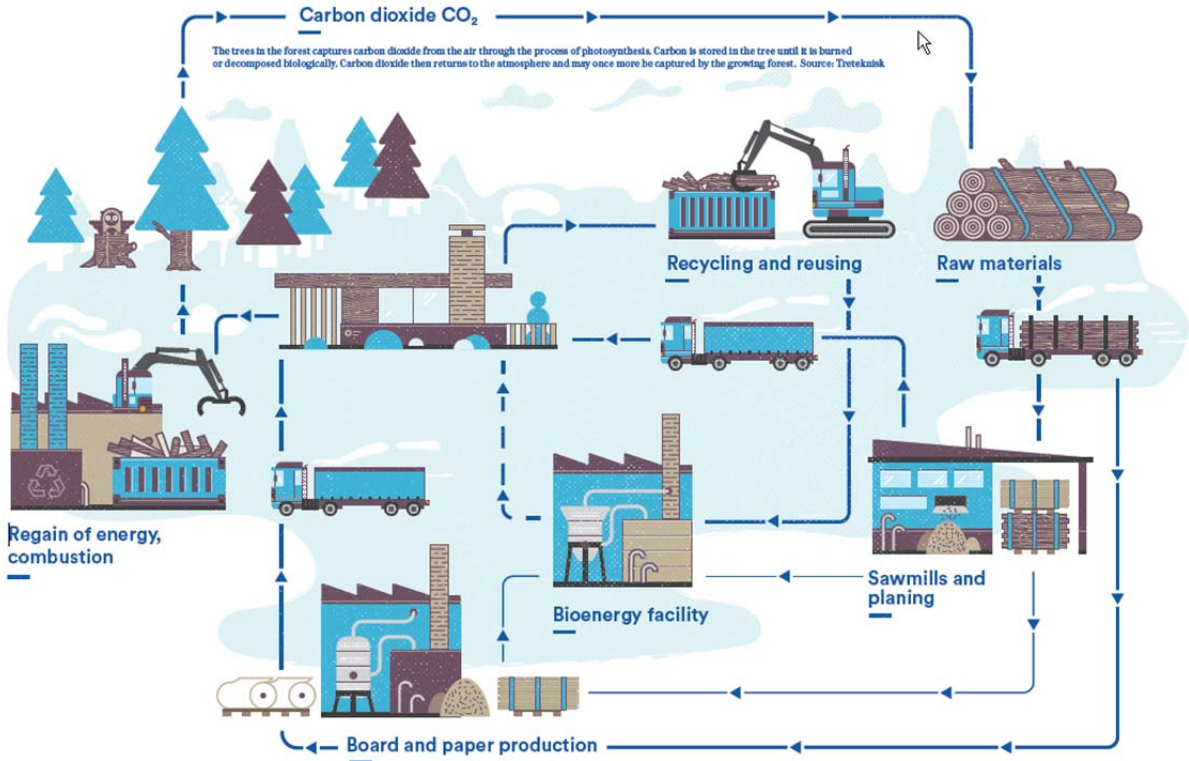 Carbon dioxide CO₂
The trees in the forest captures carbon dioxide from the air through the process of photosynthesis. Carbon is stored in the tree until it is burned
or decomposed biologically. Carbon dioxide then returns to the atmosphere and may once more be captured by the growing forest. Source: Treteknisk
Recycling and reusing
Raw materials
Regain of energy,
combustion
Sawmills and
planing
Bioenergy facility
Board and paper production